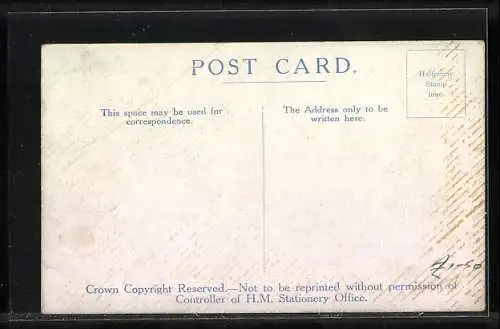 POST CARD.
Halfpenny
Stamp
here.
This space may be used for
correspondence.
The Address only to be
written here.
Crown Copyright Reserved.—Not to be reprinted without permission of
Controller of H.M. Stationery Office.